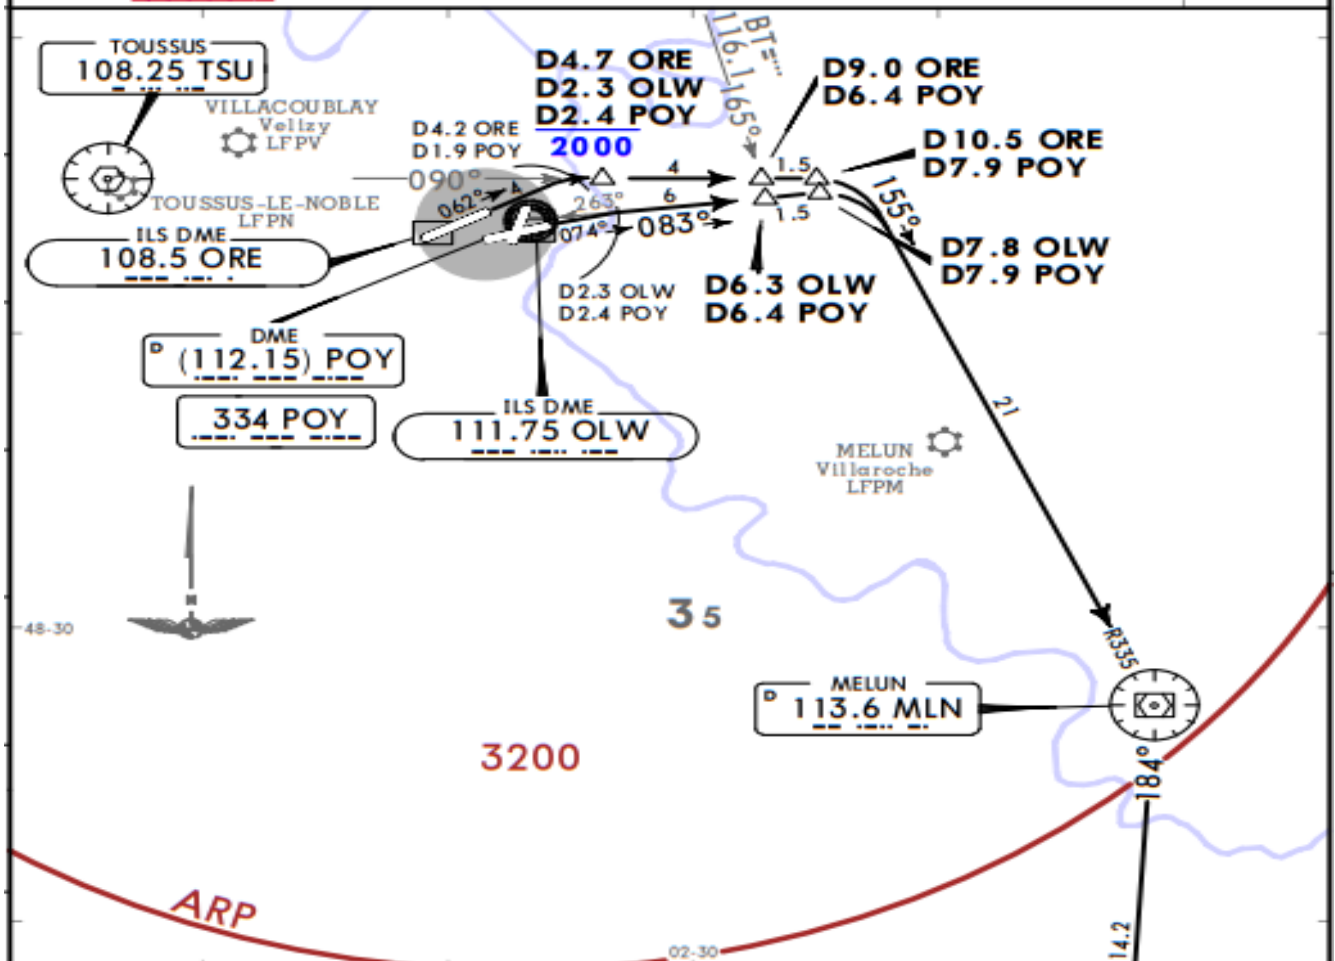 TOUSSUS
108.25 TSU
VILLACOUBLAY
Velizy
LFPV
TOUSSUS-LE-NOBLE
LFPN
ILS DME
108.5 ORE
D4.2 ORE
D1.9 POY
D4.7 ORE
D2.3 OLW
D2.4 POY
2000
116.1
165°
D9.0 ORE
D6.4 POY
D10.5 ORE
D7.9 POY
090°
062°
4
4
1.5
263°
6
074°
083°
1.5
155°
D7.8 OLW
D7.9 POY
D6.3 OLW
D6.4 POY
D2.3 OLW
D2.4 POY
DME
D (112.15) POY
334 POY
ILS DME
111.75 OLW
21
MELUN
Villaroche
LFPM
48-30
35
R335
MELUN
D 113.6 MLN
3200
184°
ARP
14.2
02-30